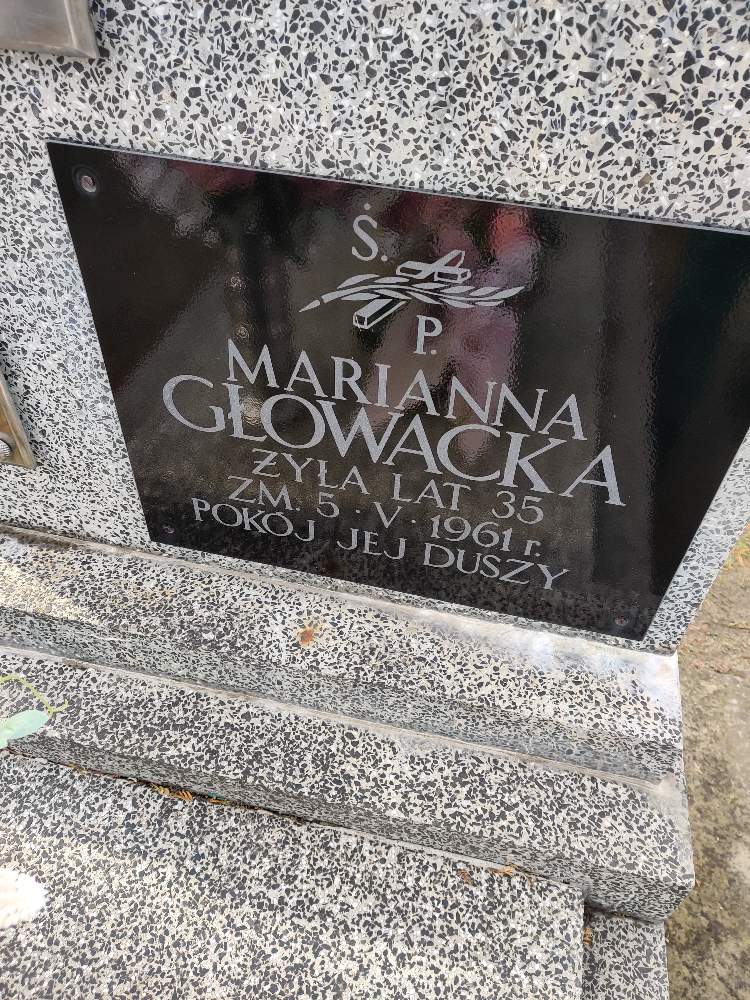 Ś.
P.
MARIANNA
GŁOWACKA
ŻYŁA LAT 35
ZM. 5·V·1961 r.
POKÓJ JEJ DUSZY